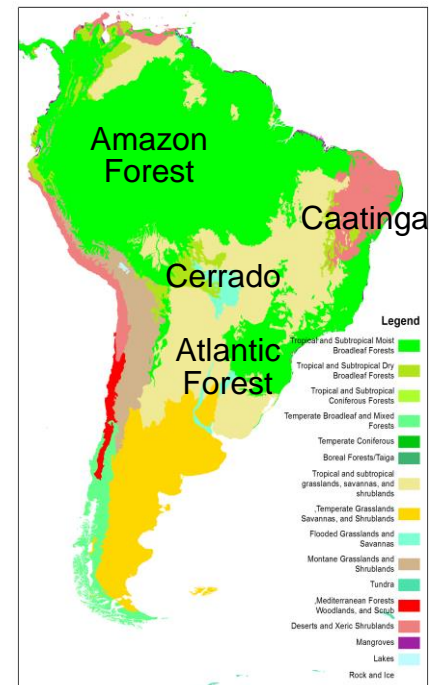 Amazon
Forest
Caatinga
Cerrado
Atlantic
Forest
Legend
Tropical and Subtropical Moist
Broadleaf Forests
Tropical and Subtropical Dry
Broadleaf Forests
Tropical and Subtropical
Coniferous Forests
Temperate Broadleaf and Mixed
Forests
Temperate Coniferous
Boreal Forests/Taiga
Tropical and subtropical
grasslands, savannas, and
shrublands
,Temperate Grasslands
Savannas, and Shrublands
Flooded Grasslands and
Savannas
Montane Grasslands and
Shrublands
Tundra
,Mediterranean Forests
Woodlands, and Scrub
Deserts and Xeric Shrublands
Mangroves
Lakes
Rock and Ice